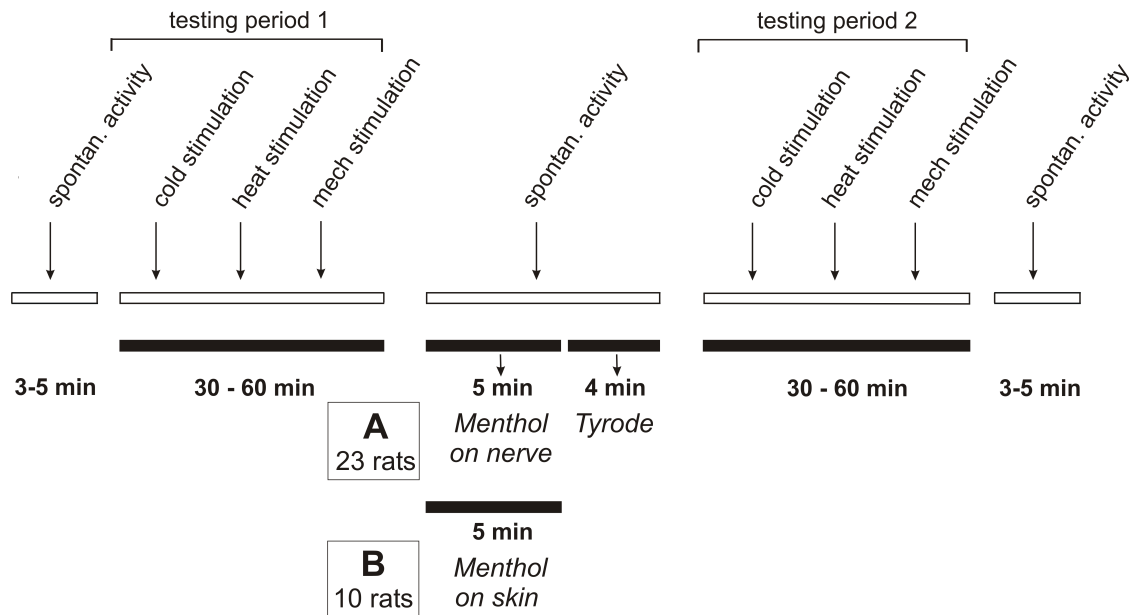 testing period 1
testing period 2
spontan. activity
cold stimulation
heat stimulation
mech stimulation
spontan. activity
cold stimulation
heat stimulation
mech stimulation
spontan. activity
3-5 min
30 - 60 min
5 min
4 min
30 - 60 min
3-5 min
A
23 rats
Menthol
on nerve
Tyrode
5 min
B
10 rats
Menthol
on skin